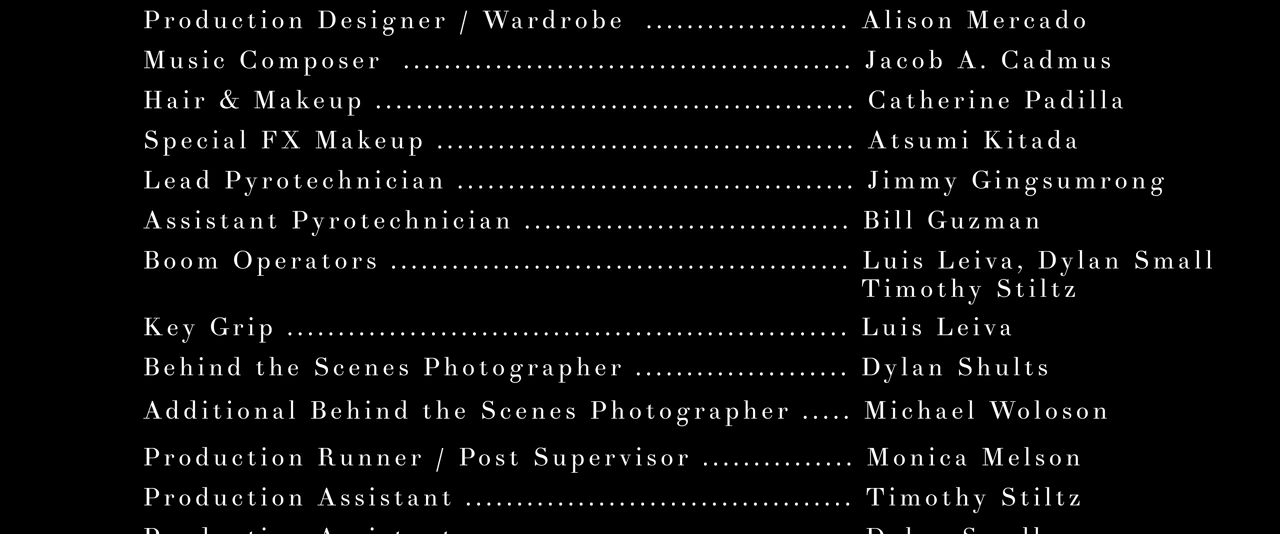 Production Designer / Wardrobe .................... Alison Mercado
Music Composer ............................................. Jacob A. Cadmus
Hair & Makeup ............................................... Catherine Padilla
Special FX Makeup ......................................... Atsumi Kitada
Lead Pyrotechnician ....................................... Jimmy Gingsumrong
Assistant Pyrotechnician ................................ Bill Guzman
Boom Operators ............................................. Luis Leiva, Dylan Small
Timothy Stiltz
Key Grip ....................................................... Luis Leiva
Behind the Scenes Photographer ..................... Dylan Shults
Additional Behind the Scenes Photographer ..... Michael Woloson
Production Runner / Post Supervisor ............... Monica Melson
Production Assistant ...................................... Timothy Stiltz